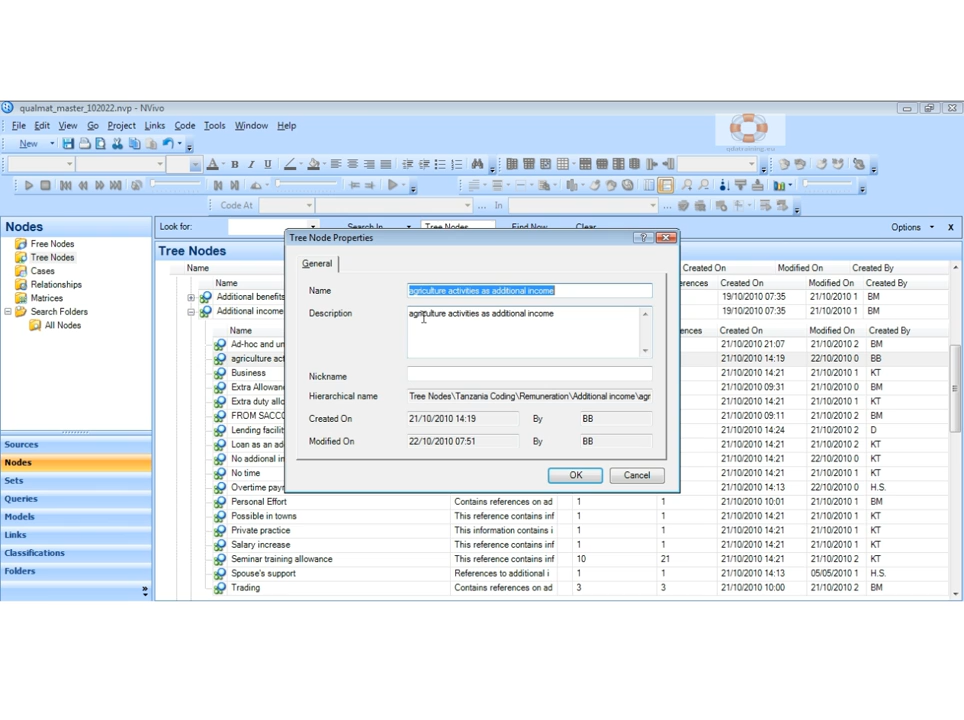 qualmat_master_102022.nvp - NVivo
File Edit View Go Project Links Code Tools Window Help
New
B I U
Code At In
Nodes
Look for: Search In Tree Nodes Find Now Clear Options X
Free Nodes
Tree Nodes
Cases
Relationships
Matrices
Search Folders
All Nodes
Sources
Nodes
Sets
Queries
Models
Links
Classifications
Folders
Tree Nodes
Name Created On Modified On Created By
Name erences Created On Modified On Created By
Additional benefits 19/10/2010 07:35 21/10/2010 1 BM
Additional income 19/10/2010 07:35 21/10/2010 1 BM
Name ences Created On Modified On Created By
Ad-hoc and un 21/10/2010 21:07 21/10/2010 2 BM
agriculture act 21/10/2010 14:19 22/10/2010 0 BB
Business 21/10/2010 14:21 21/10/2010 1 KT
Extra Allowan 21/10/2010 09:31 21/10/2010 0 BM
Extra duty allo 21/10/2010 14:21 21/10/2010 1 KT
FROM SACCO 21/10/2010 09:11 21/10/2010 2 BM
Lending facilit 21/10/2010 14:24 21/10/2010 2 D
Loan as an ad 21/10/2010 14:21 21/10/2010 2 KT
No addional in 21/10/2010 14:21 22/10/2010 0 KT
No time 21/10/2010 14:21 21/10/2010 1 KT
Overtime payr 21/10/2010 14:13 22/10/2010 0 H.S.
Personal Effort Contains references on ad 1 1 21/10/2010 10:01 21/10/2010 1 BM
Possible in towns This reference contains inf 1 1 21/10/2010 14:21 21/10/2010 1 KT
Private practice This information contains i 1 1 21/10/2010 14:21 21/10/2010 1 KT
Salary increase This reference contains inf 1 1 21/10/2010 14:21 21/10/2010 1 KT
Seminar training allowance This reference contains inf 10 21 21/10/2010 14:21 21/10/2010 2 KT
Spouse's support References to additional i 1 1 21/10/2010 14:13 05/05/2010 1 H.S.
Trading Contains references on ad 3 3 21/10/2010 10:00 21/10/2010 2 BM
Tree Node Properties
General
Name agriculture activities as additional income
Description agriculture activities as additional income
Nickname
Hierarchical name Tree Nodes\Tanzania Coding\Remuneration\Additional income\agr
Created On 21/10/2010 14:19 By BB
Modified On 22/10/2010 07:51 By BB
OK Cancel